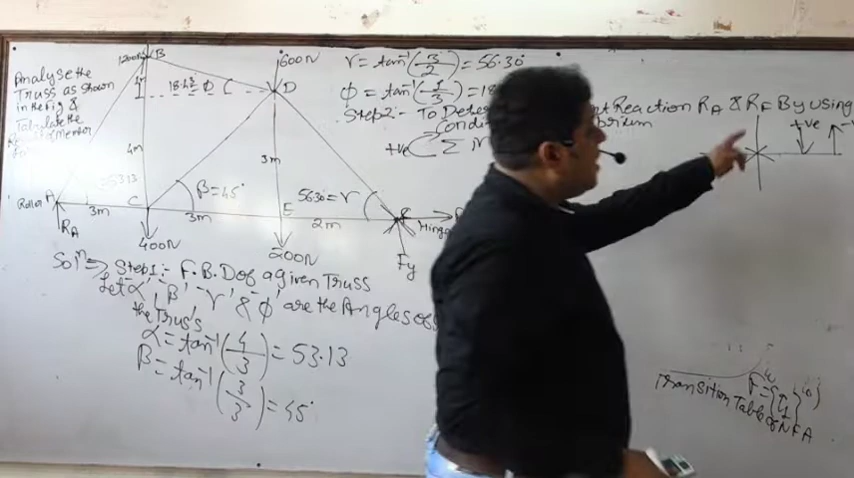 Analyse the
Truss as shown
in the Fig &
Tabulate the
1200N
B
18.43 Φ
C
600N
D
4m
3m
53.13
Roller A
RA
3m
C
β=45°
3m
E
56.30=γ
2m
400N
200N
Fy
γ = tan⁻¹(3/2) = 56.30°
Φ = tan⁻¹(1/3) = 18
Step2:- To Deter
Reaction RA & RF By using
Condi
brium
+ve
+ve
Solⁿ⇒ Step1:- F.B.D of a given Truss
Let 'α', 'β' 'γ' & 'Φ' are the Angles of
the Truss
α = tan⁻¹(4/3) = 53.13
β = tan⁻¹(3/3) = 45°
Transition Table of NFA